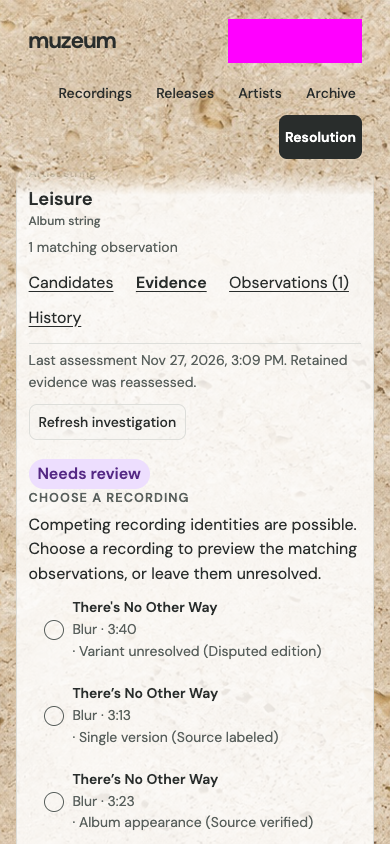 muzeum
Recordings Releases Artists Archive
Resolution
Leisure
Album string
1 matching observation
Candidates Evidence Observations (1)
History
Last assessment Nov 27, 2026, 3:09 PM. Retained
evidence was reassessed.
Refresh investigation
Needs review
CHOOSE A RECORDING
Competing recording identities are possible.
Choose a recording to preview the matching
observations, or leave them unresolved.
There's No Other Way
Blur · 3:40
· Variant unresolved (Disputed edition)
There’s No Other Way
Blur · 3:13
· Single version (Source labeled)
There’s No Other Way
Blur · 3:23
· Album appearance (Source verified)